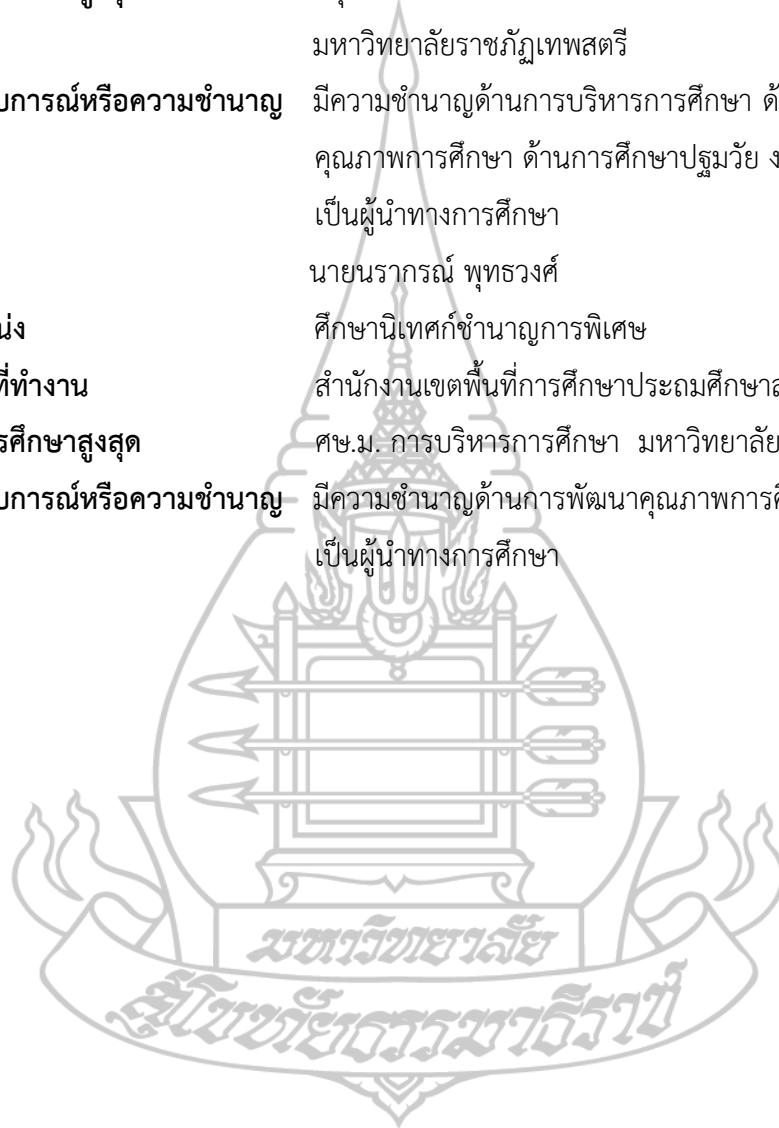 มหาวิทยาลัยราชภัฏเทพสตรี
บการณ์หรือความชำนาญ มีความชำนาญด้านการบริหารการศึกษา ด้
คุณภาพการศึกษา ด้านการศึกษาปฐมวัย ง
เป็นผู้นำทางการศึกษา
นายนรากรณ์ พุทธวงศ์
น่ง ศึกษานิเทศก์ชำนาญการพิเศษ
ที่ทำงาน สำนักงานเขตพื้นที่การศึกษาประถมศึกษาส
รศึกษาสูงสุด ศษ.ม. การบริหารการศึกษา มหาวิทยาลัย
บการณ์หรือความชำนาญ มีความชำนาญด้านการพัฒนาคุณภาพการศึ
เป็นผู้นำทางการศึกษา
มหาวิทยาลัย
สุโขทัยธรรมาธิราช